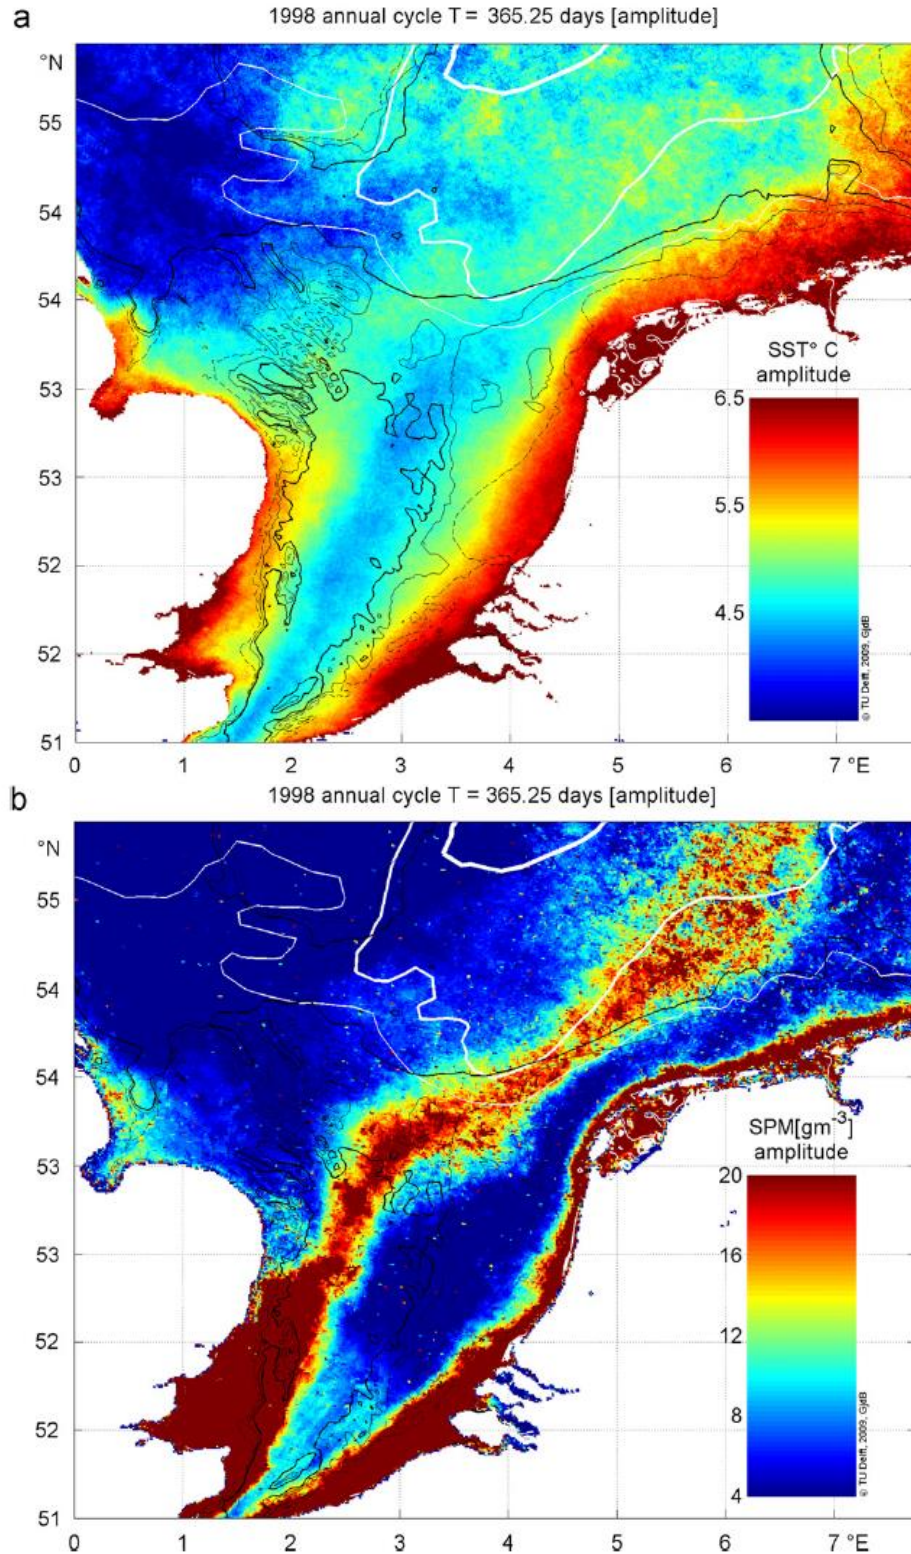 a
1998 annual cycle T = 365.25 days [amplitude]
°N
55
54
54
53
53
52
52
51
0
1
2
3
4
5
6
7 °E
SST° C
amplitude
6.5
5.5
4.5
© TU Delft, 2009, GjdB
b
1998 annual cycle T = 365.25 days [amplitude]
°N
55
54
54
53
53
52
52
51
0
1
2
3
4
5
6
7 °E
SPM[gm-3]
amplitude
20
16
12
8
4
© TU Delft, 2009, GjdB